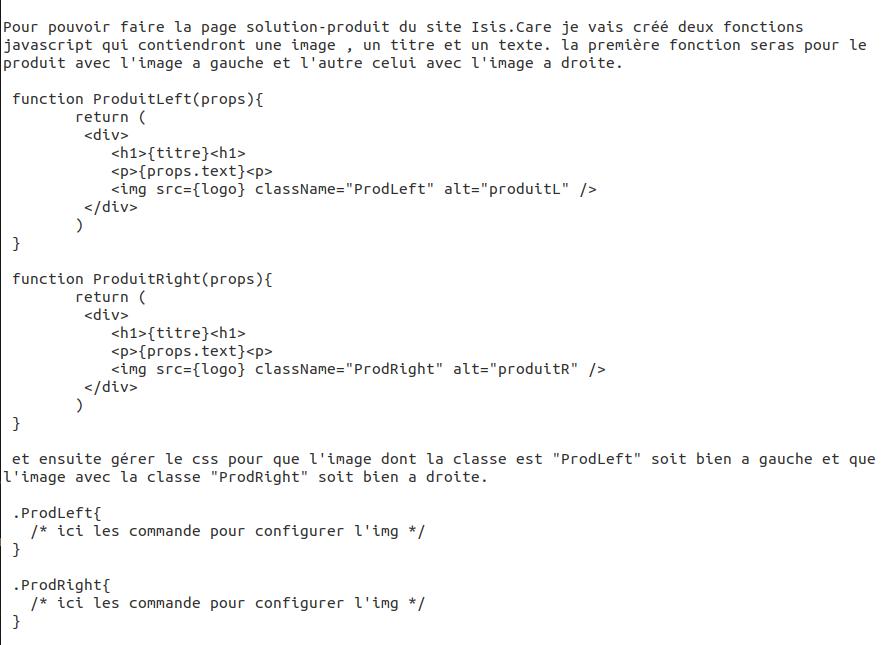 Pour pouvoir faire la page solution-produit du site Isis.Care je vais créé deux fonctions
javascript qui contiendront une image , un titre et un texte. la première fonction seras pour le
produit avec l'image a gauche et l'autre celui avec l'image a droite.

function ProduitLeft(props){
return (
<div>
<h1>{titre}<h1>
<p>{props.text}<p>
<img src={logo} className="ProdLeft" alt="produitL" />
</div>
)
}

function ProduitRight(props){
return (
<div>
<h1>{titre}<h1>
<p>{props.text}<p>
<img src={logo} className="ProdRight" alt="produitR" />
</div>
)
}

et ensuite gérer le css pour que l'image dont la classe est "ProdLeft" soit bien a gauche et que
l'image avec la classe "ProdRight" soit bien a droite.

.ProdLeft{
/* ici les commande pour configurer l'img */
}

.ProdRight{
/* ici les commande pour configurer l'img */
}